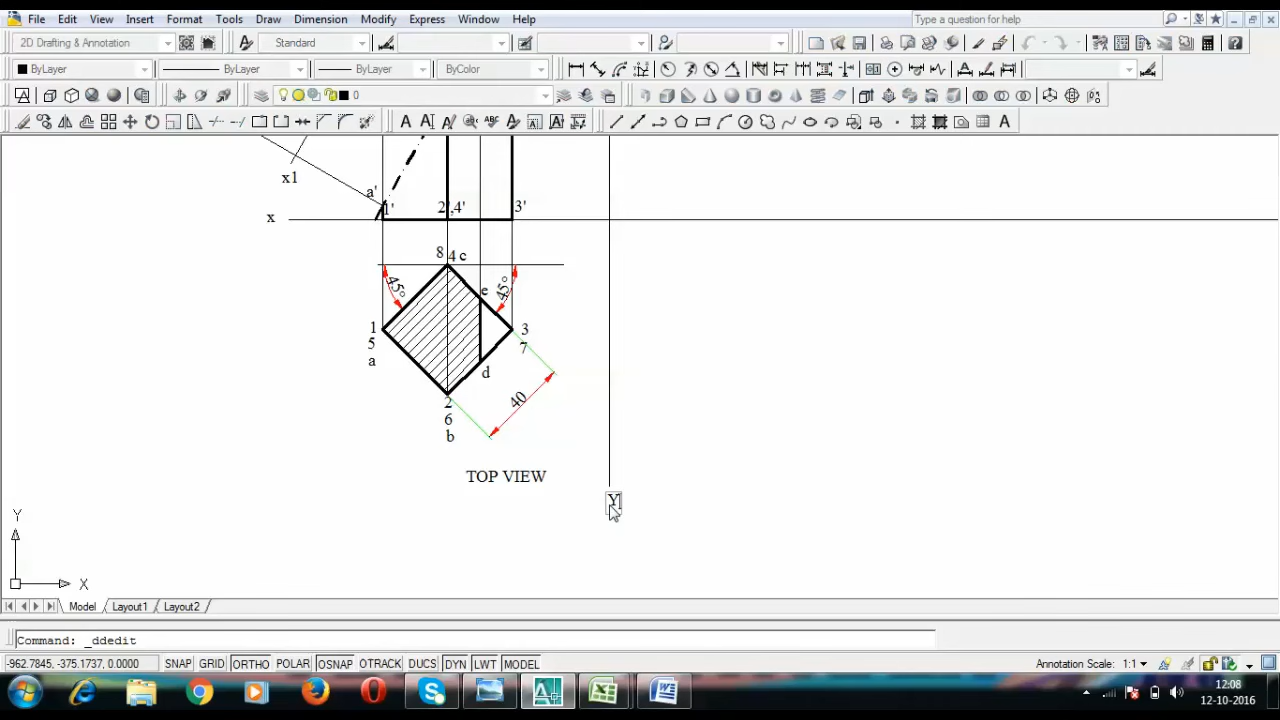 File Edit View Insert Format Tools Draw Dimension Modify Express Window Help Type a question for help
2D Drafting & Annotation Standard
ByLayer ByLayer ByLayer ByColor 0
x1
a'
1' 2',4' 3'
x
8 4 c
45° e 45°
1 3
5 7
a d
2 40
6
b
TOP VIEW
Y
Y
X
Model Layout1 Layout2
Command: _ddedit
-962.7845, -375.1737, 0.0000 SNAP GRID ORTHO POLAR OSNAP OTRACK DUCS DYN LWT MODEL Annotation Scale: 1:1
12:08
12-10-2016